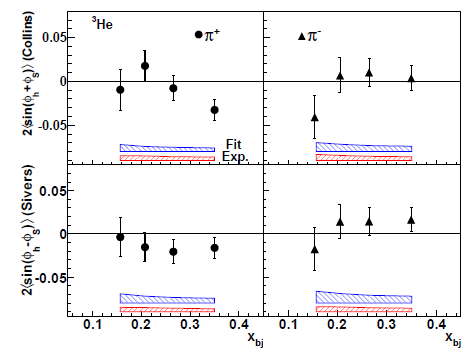 ³He
π⁺
π⁻
2⟨sin(ϕₕ+ϕₛ)⟩ (Collins)
0.05
0
-0.05
Fit
Exp.
2⟨sin(ϕₕ-ϕₛ)⟩ (Sivers)
0.05
0
-0.05
0.1 0.2 0.3 0.4 0.1 0.2 0.3 0.4 x_bj